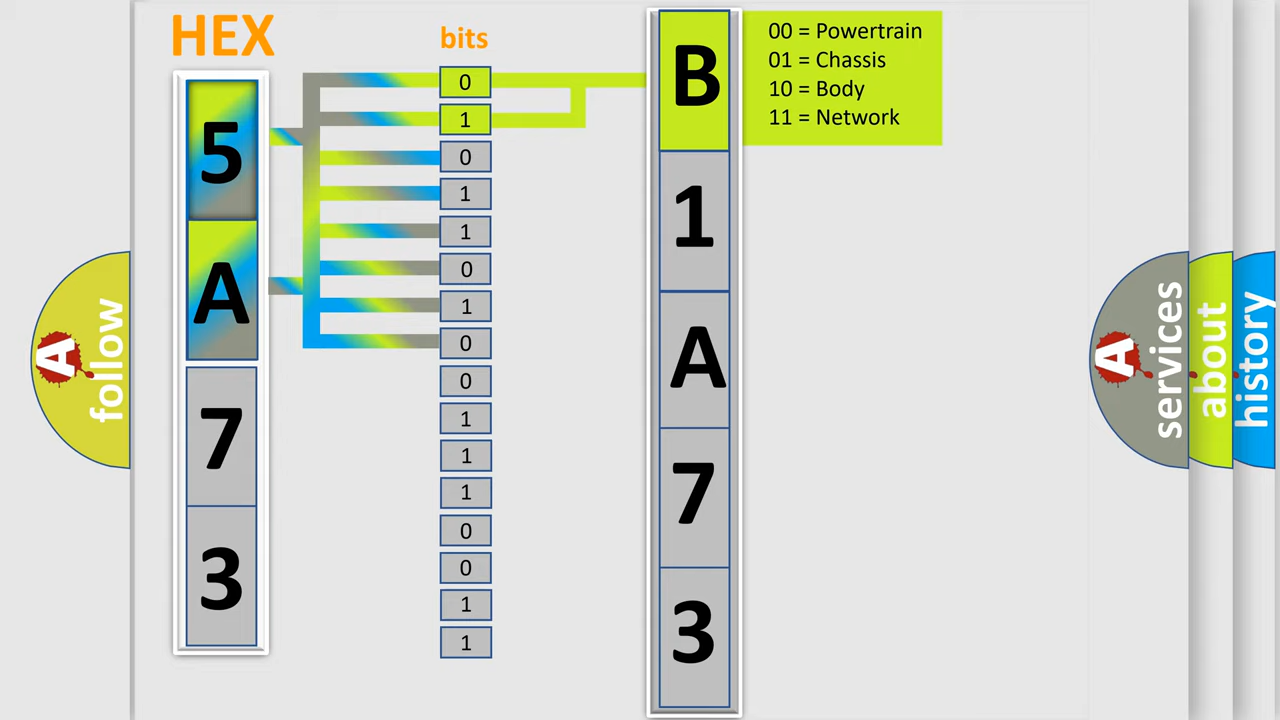 HEX
bits
5
A
7
3
0
1
0
1
1
0
1
0
0
1
1
1
0
0
1
1
B
1
A
7
3
00 = Powertrain
01 = Chassis
10 = Body
11 = Network
A
follow
A
services
about
history